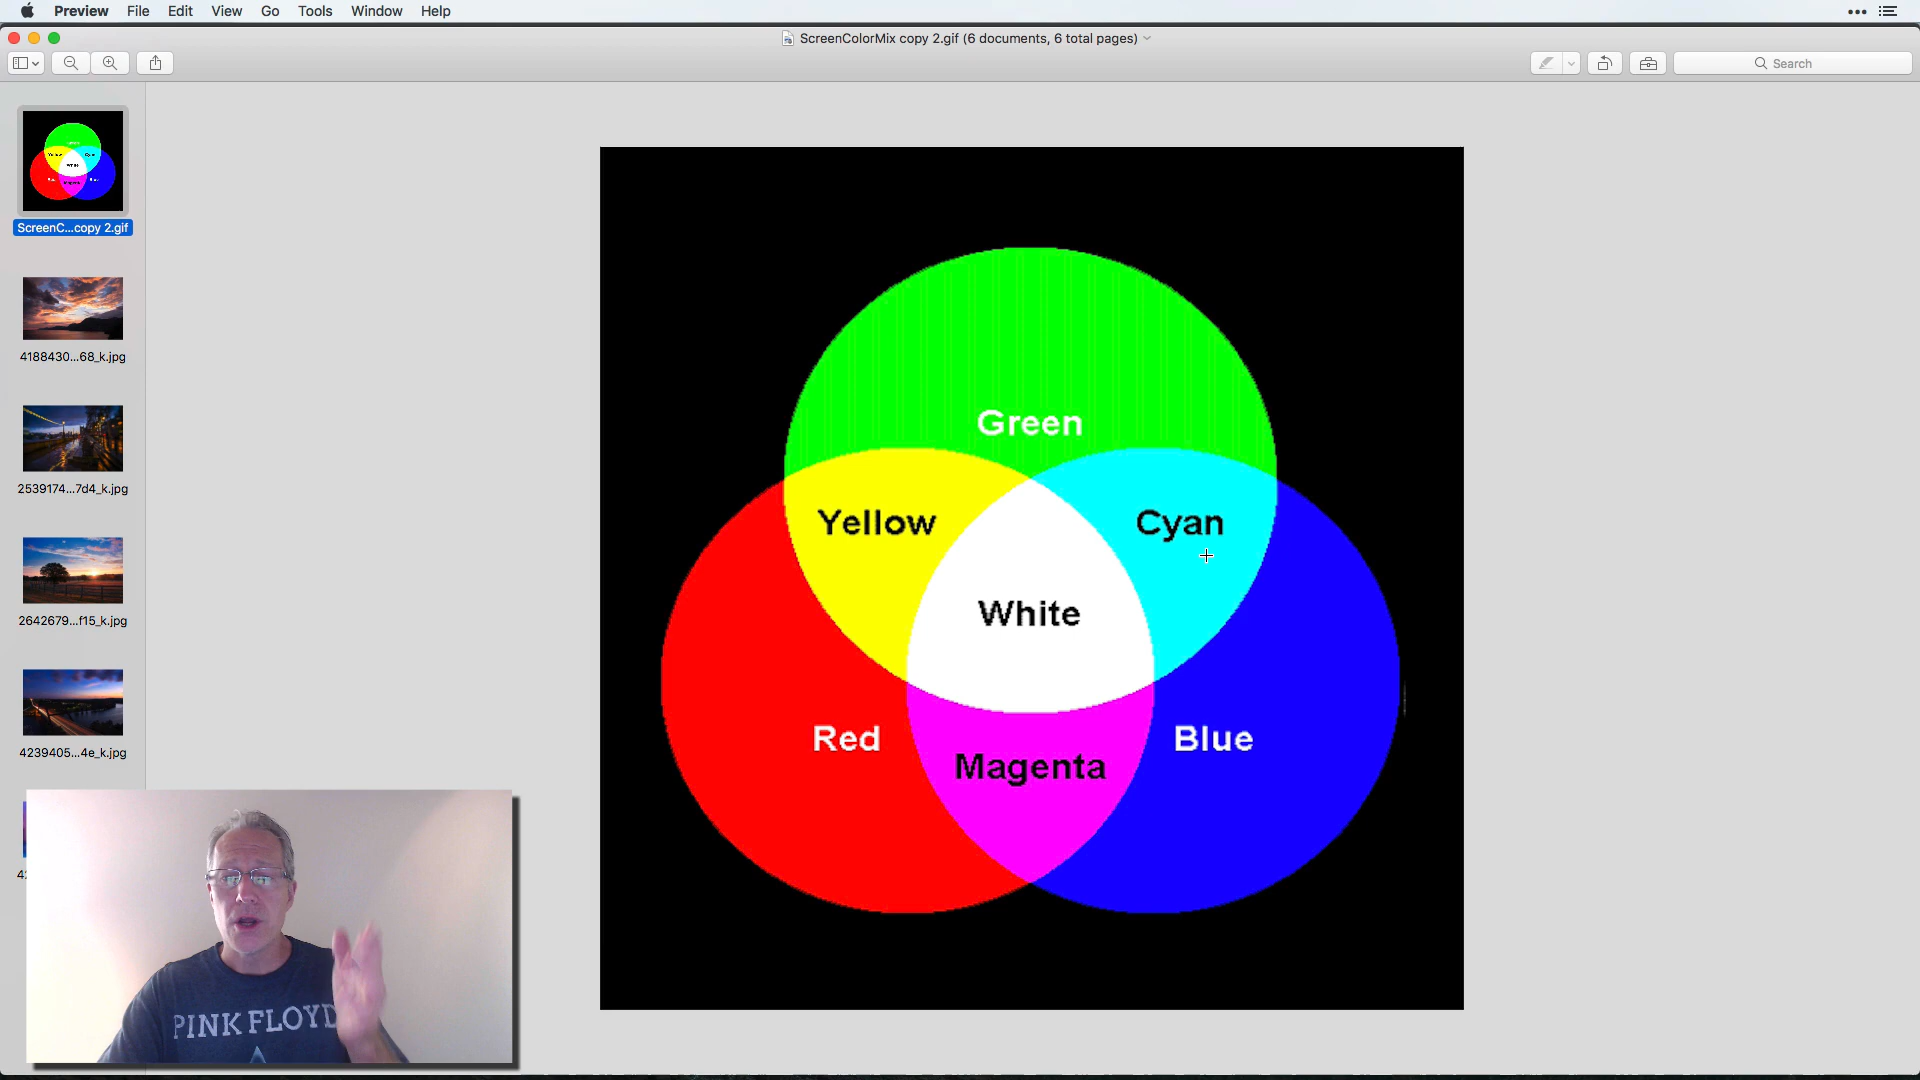 Preview File Edit View Go Tools Window Help
ScreenColorMix copy 2.gif (6 documents, 6 total pages)
Search
ScreenC...copy 2.gif
4188430...68_k.jpg
2539174...7d4_k.jpg
2642679...f15_k.jpg
4239405...4e_k.jpg
Green
Yellow
Cyan
White
Red
Blue
Magenta
PINK FLOYD